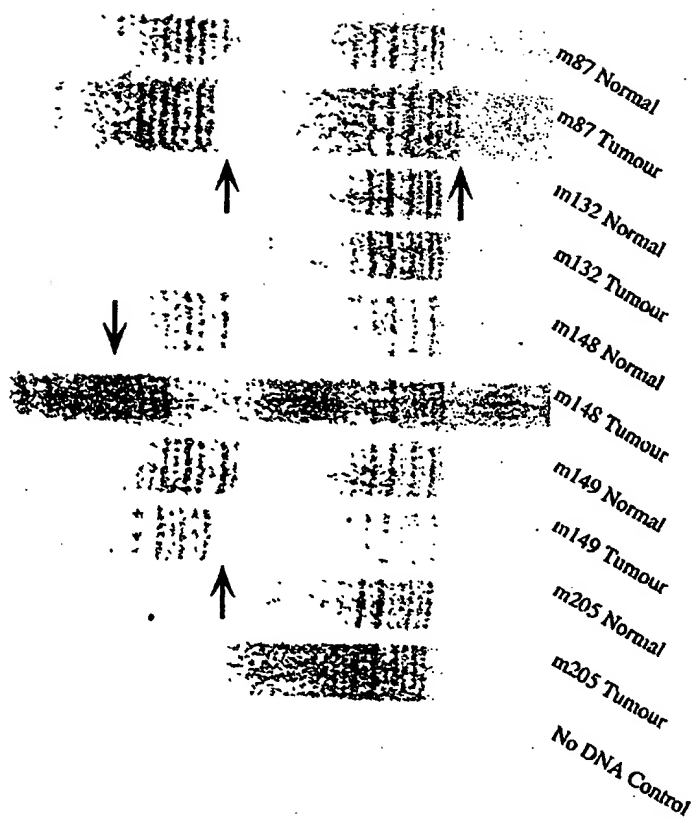 m87 Normal
m87 Tumour
m132 Normal
m132 Tumour
m148 Normal
m148 Tumour
m149 Normal
m149 Tumour
m205 Normal
m205 Tumour
No DNA Control